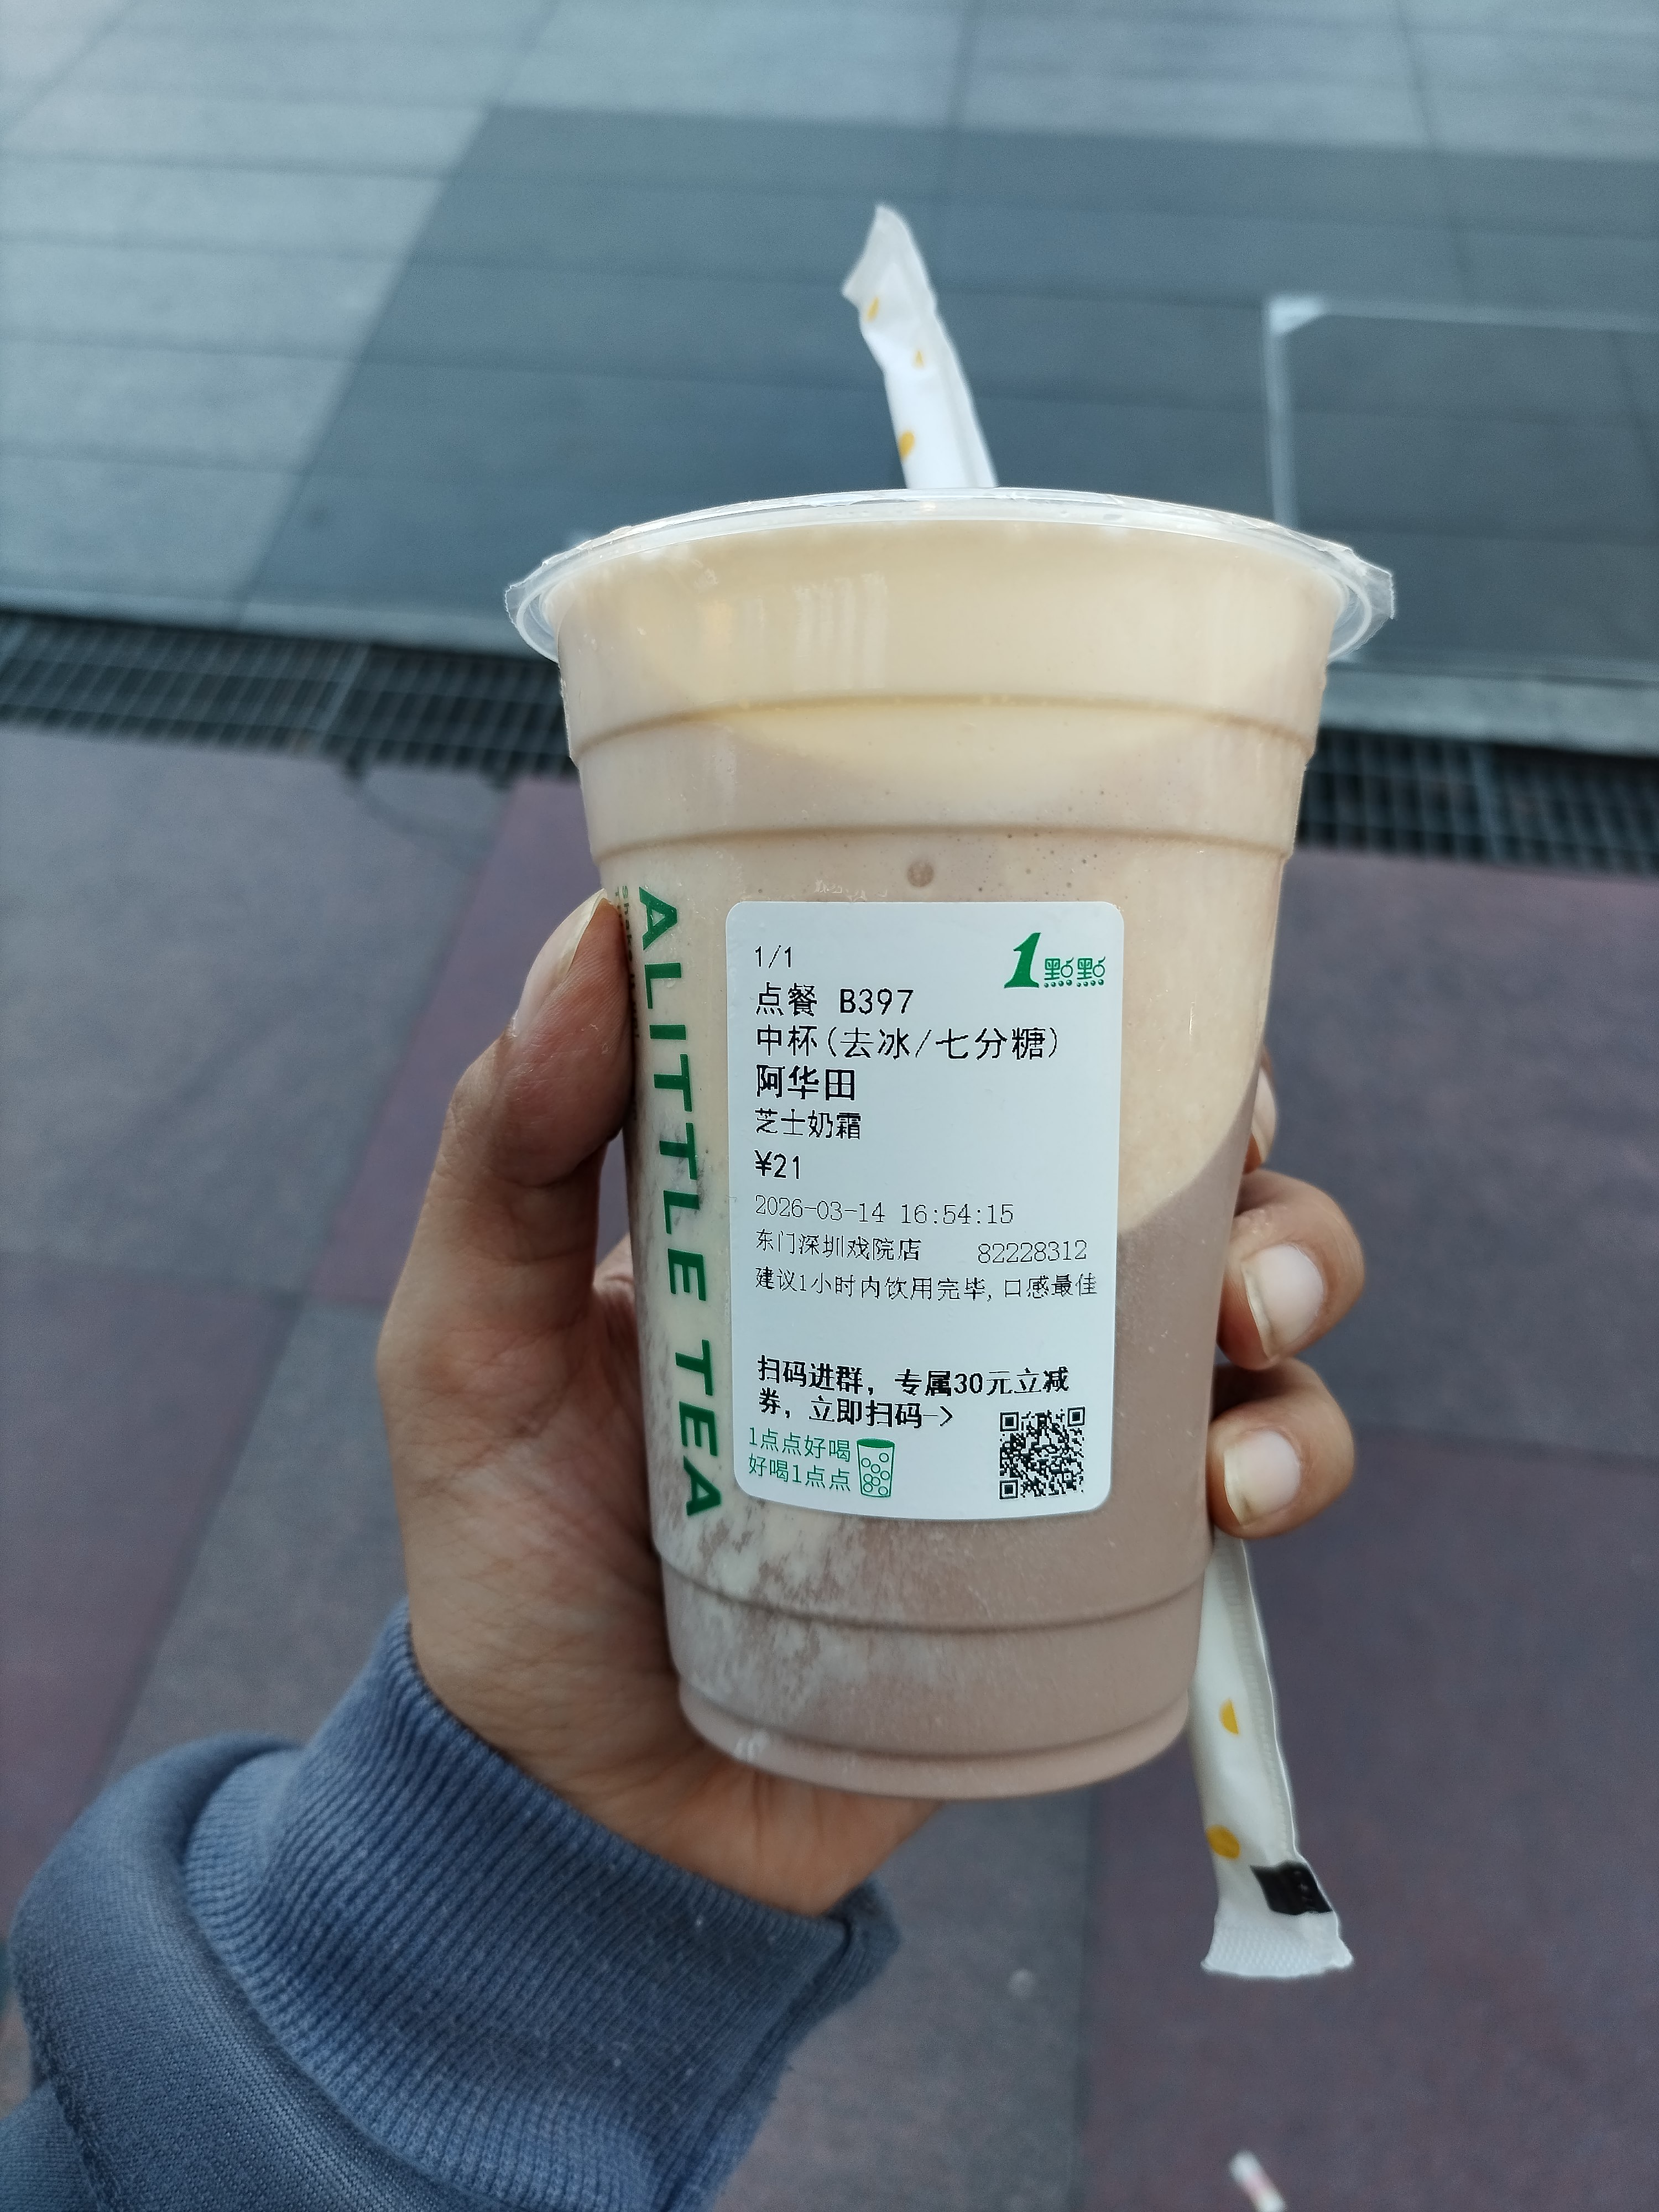 ALITTLE TEA
1/1
1點點
点餐 B397
中杯(去冰/七分糖)
阿华田
芝士奶霜
¥21
2026-03-14 16:54:15
东门深圳戏院店 82228312
建议1小时内饮用完毕,口感最佳
扫码进群，专属30元立减
券，立即扫码->
1点点好喝
好喝1点点